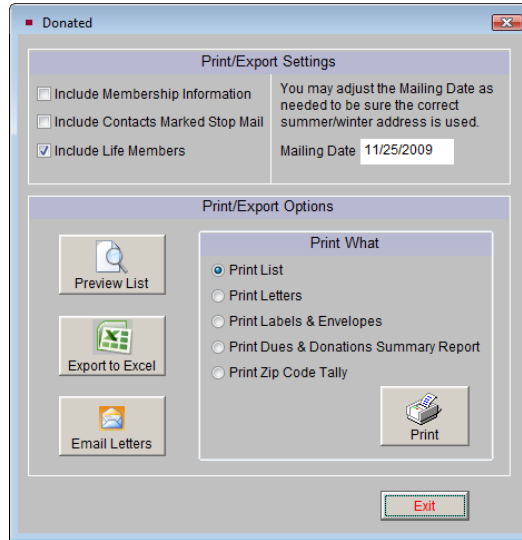 Donated
Print/Export Settings
Include Membership Information
Include Contacts Marked Stop Mail
Include Life Members
You may adjust the Mailing Date as
needed to be sure the correct
summer/winter address is used.
Mailing Date 11/25/2009
Print/Export Options
Preview List
Export to Excel
Email Letters
Print What
Print List
Print Letters
Print Labels & Envelopes
Print Dues & Donations Summary Report
Print Zip Code Tally
Print
Exit